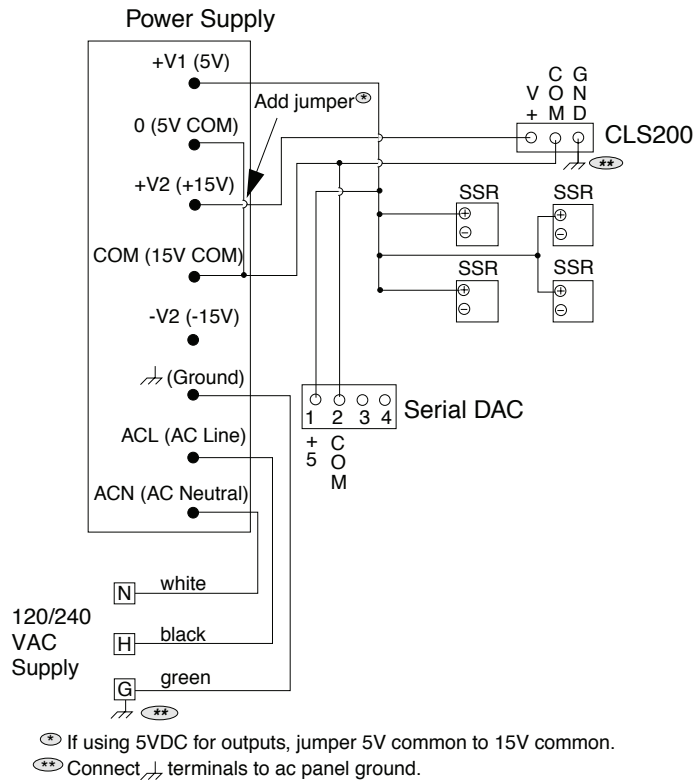 Power Supply
+V1 (5V)
Add jumper*
0 (5V COM)
+V2 (+15V)
COM (15V COM)
-V2 (-15V)
(Ground)
ACL (AC Line)
ACN (AC Neutral)
V+
COM
GND
CLS200
**
SSR
SSR
SSR
SSR
1 2 3 4
Serial DAC
+5
COM
N white
120/240
VAC
Supply
H black
G green
**
* If using 5VDC for outputs, jumper 5V common to 15V common.
** Connect terminals to ac panel ground.